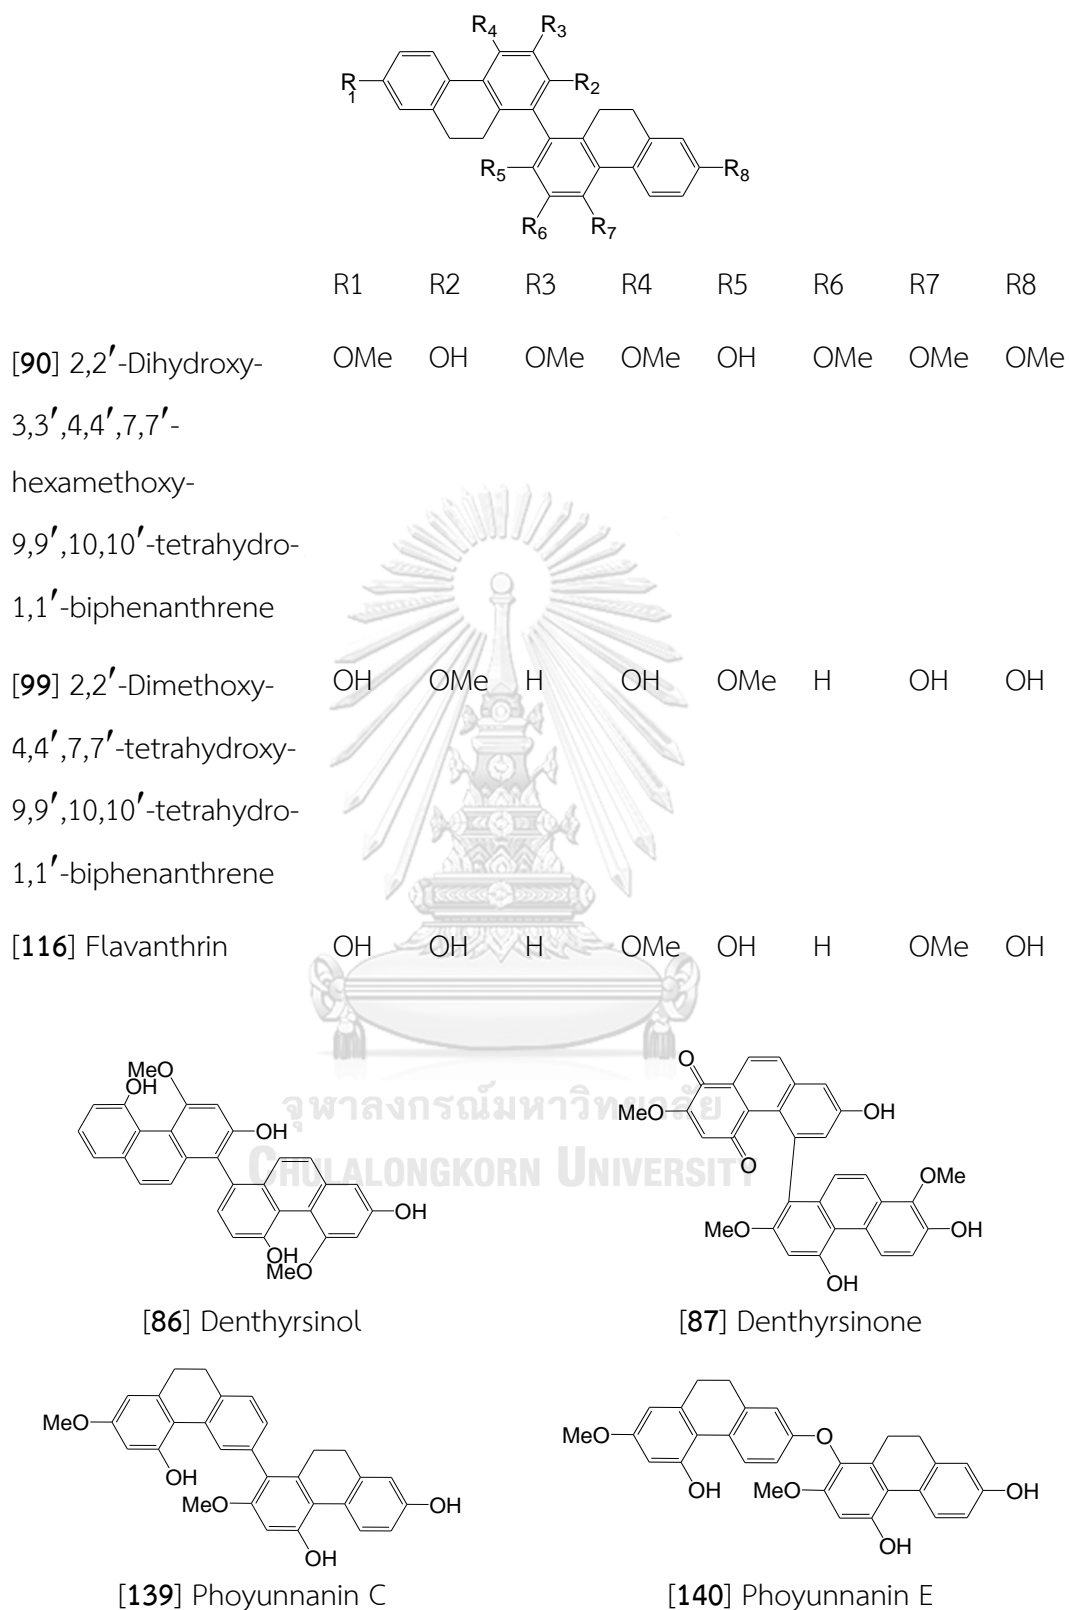 R4 R3
R1 R2
R5 R8
R6 R7
R1 R2 R3 R4 R5 R6 R7 R8
[90] 2,2′-Dihydroxy- OMe OH OMe OMe OH OMe OMe OMe
3,3′,4,4′,7,7′-
hexamethoxy-
9,9′,10,10′-tetrahydro-
1,1′-biphenanthrene
[99] 2,2′-Dimethoxy- OH OMe H OH OMe H OH OH
4,4′,7,7′-tetrahydroxy-
9,9′,10,10′-tetrahydro-
1,1′-biphenanthrene
[116] Flavanthrin OH OH H OMe OH H OMe OH
MeO
OH
OH
OH
OH
MeO
O
MeO OH
O
OMe
MeO OH
OH
จุฬาลงกรณ์มหาวิทยาลัย
CHULALONGKORN UNIVERSITY
[86] Denthyrsinol [87] Denthyrsinone
MeO
OH
MeO OH
OH
MeO O
OH MeO OH
OH
[139] Phoyunnanin C [140] Phoyunnanin E